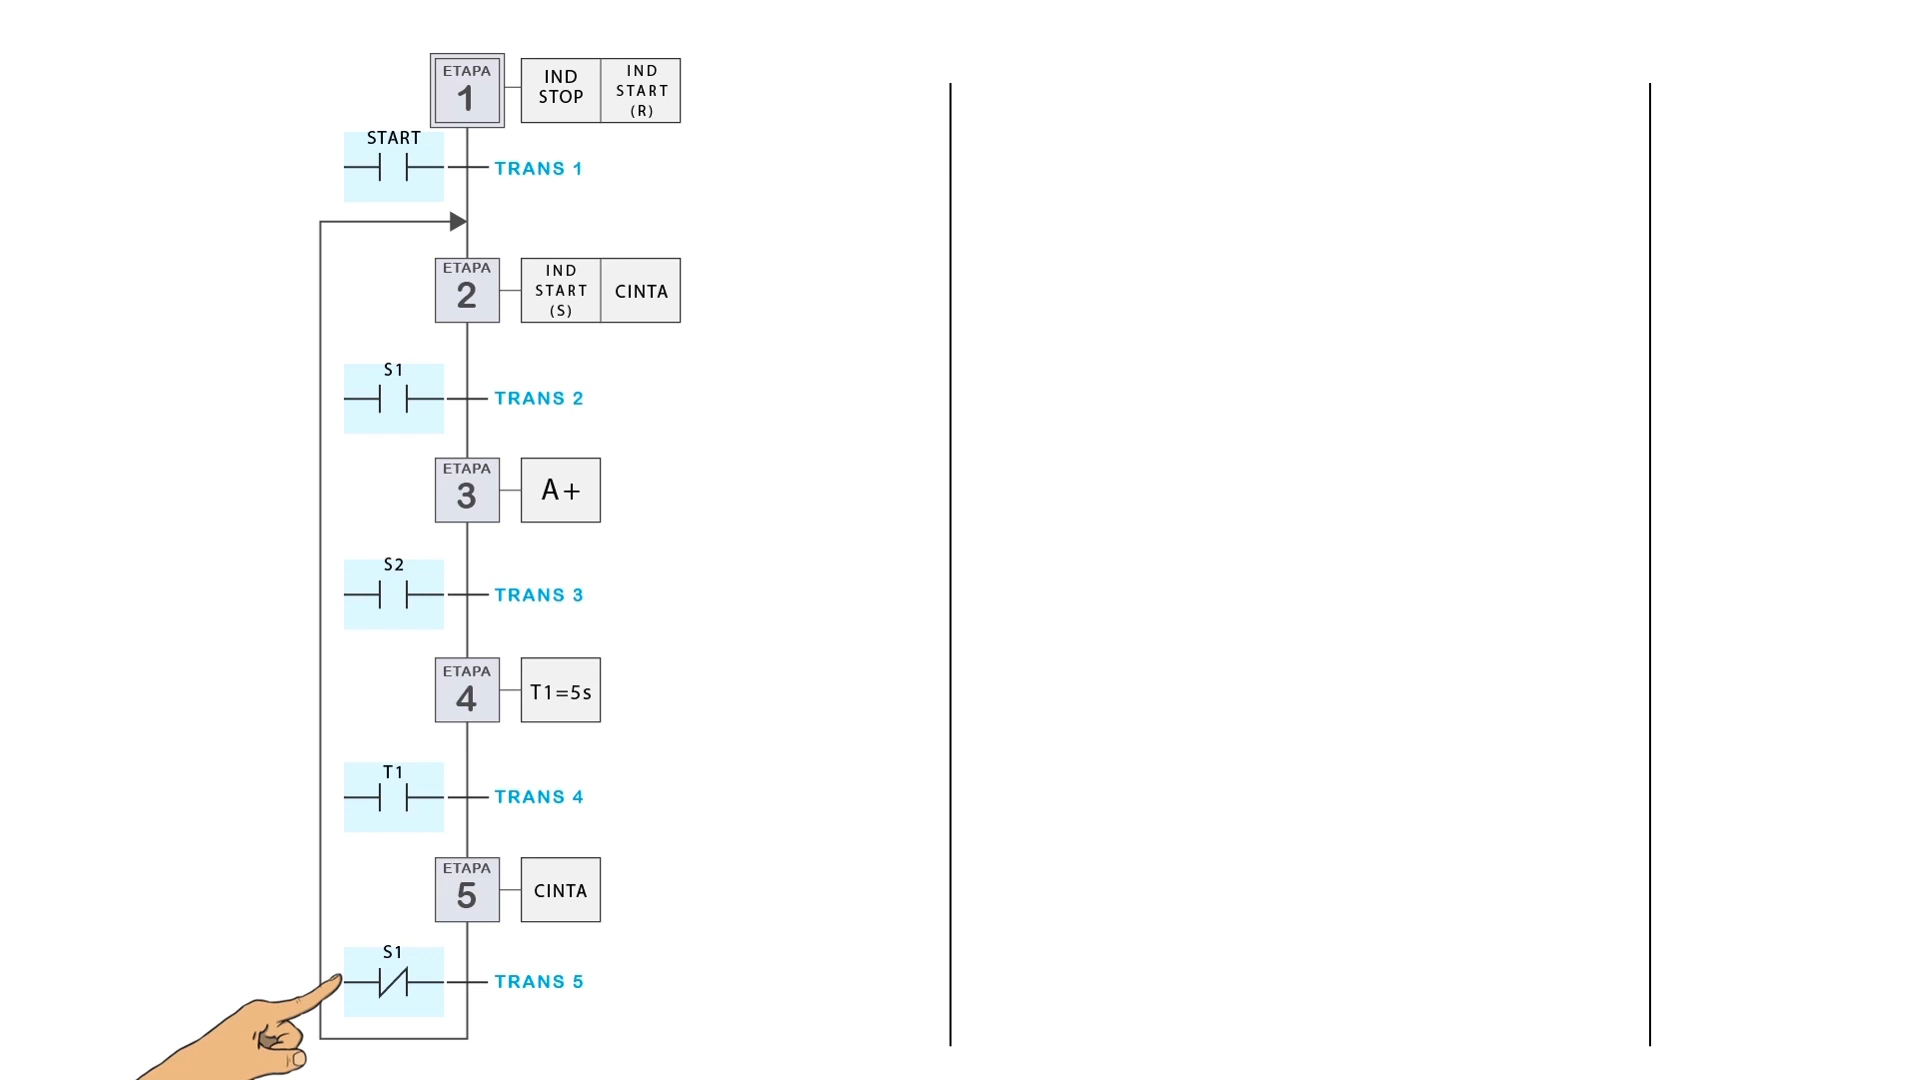 ETAPA
1
IND
STOP
IND
START
(R)
START
TRANS 1
ETAPA
2
IND
START
(S)
CINTA
S1
TRANS 2
ETAPA
3
A+
S2
TRANS 3
ETAPA
4
T1=5s
T1
TRANS 4
ETAPA
5
CINTA
S1
TRANS 5